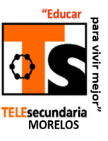 "Educar
para vivir mejor"
Ts
TELEsecundaria
MORELOS